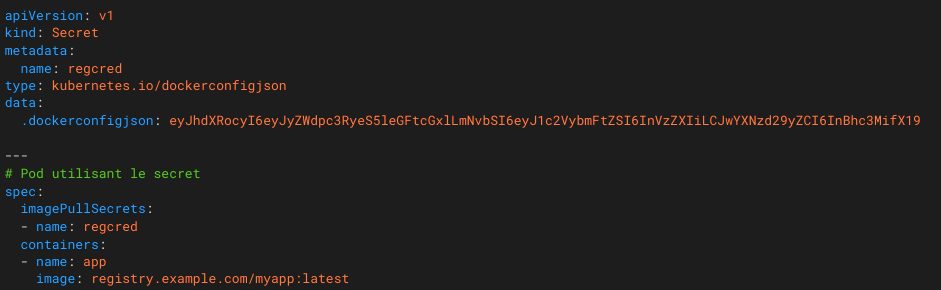 apiVersion: v1
kind: Secret
metadata:
  name: regcred
type: kubernetes.io/dockerconfigjson
data:
  .dockerconfigjson: eyJhdXRocyI6eyJyZWdpc3RyeS5leGFtcGxlLmNvbSI6eyJ1c2VybmFtZSI6InVzZXIiLCJwYXNzd29yZCI6InBhc3MifX19
---
# Pod utilisant le secret
spec:
  imagePullSecrets:
  - name: regcred
  containers:
  - name: app
    image: registry.example.com/myapp:latest